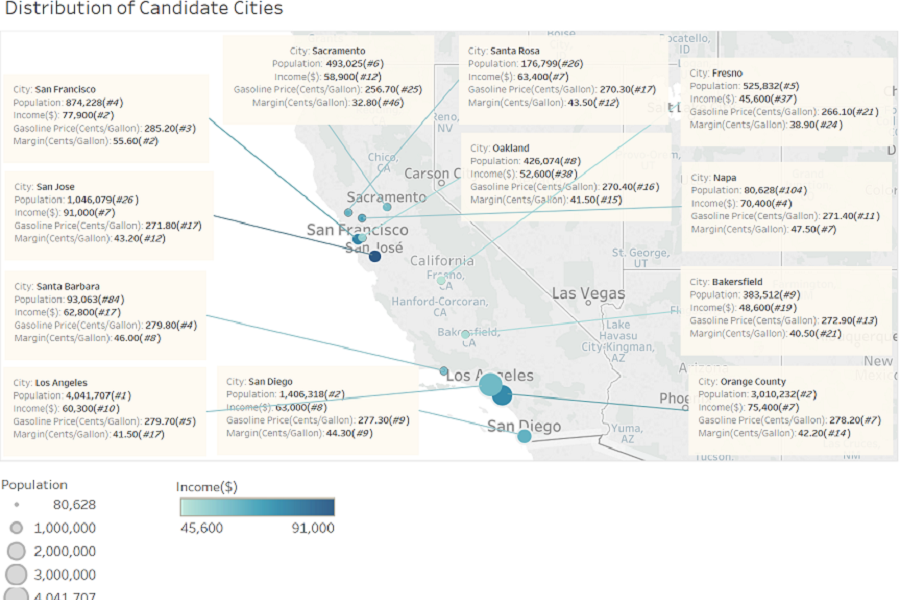 Distribution of Candidate Cities
City: San Francisco
Population: 874,228(#4)
Income($): 77,900(#2)
Gasoline Price(Cents/Gallon): 285.20(#3)
Margin(Cents/Gallon): 55.60(#2)
City: Sacramento
Population: 493,025(#6)
Income($): 58,900(#12)
Gasoline Price(Cents/Gallon): 256.70(#25)
Margin(Cents/Gallon): 32.80(#46)
City: Santa Rosa
Population: 176,799(#26)
Income($): 63,400(#7)
Gasoline Price(Cents/Gallon): 270.30(#17)
Margin(Cents/Gallon): 43.50(#12)
City: Fresno
Population: 525,832(#5)
Income($): 45,600(#37)
Gasoline Price(Cents/Gallon): 266.10(#21)
Margin(Cents/Gallon): 38.90(#24)
City: Oakland
Population: 426,074(#8)
Income($): 52,600(#38)
Gasoline Price(Cents/Gallon): 270.40(#16)
Margin(Cents/Gallon): 41.50(#15)
City: San Jose
Population: 1,046,079(#26)
Income($): 91,000(#7)
Gasoline Price(Cents/Gallon): 271.80(#17)
Margin(Cents/Gallon): 43.20(#12)
City: Napa
Population: 80,628(#104)
Income($): 70,400(#4)
Gasoline Price(Cents/Gallon): 271.40(#11)
Margin(Cents/Gallon): 47.50(#7)
City: Santa Barbara
Population: 93,063(#84)
Income($): 62,800(#17)
Gasoline Price(Cents/Gallon): 279.80(#4)
Margin(Cents/Gallon): 46.00(#8)
City: Bakersfield
Population: 383,512(#9)
Income($): 48,600(#19)
Gasoline Price(Cents/Gallon): 272.90(#13)
Margin(Cents/Gallon): 40.50(#21)
City: Los Angeles
Population: 4,041,707(#1)
Income($): 60,300(#10)
Gasoline Price(Cents/Gallon): 279.70(#5)
Margin(Cents/Gallon): 41.50(#17)
City: San Diego
Population: 1,406,318(#2)
Income($): 63,000(#8)
Gasoline Price(Cents/Gallon): 277.30(#9)
Margin(Cents/Gallon): 44.30(#9)
City: Orange County
Population: 3,010,232(#2)
Income($): 75,400(#7)
Gasoline Price(Cents/Gallon): 278.20(#7)
Margin(Cents/Gallon): 42.20(#14)
Boise
ocatello,
ID
eno,
NV
Chico,
CA
Carson C
Sacramento
San Francisco
San José
California
Fresno,
CA
Hanford-Corcoran,
CA
Bakersfield,
CA
St. George,
UT
Las Vegas
Lake
Havasu
City-Kingman,
AZ
Los Angeles
San Diego
Phoe
Yuma,
AZ
New
Tucson.
NM
Population
80,628
1,000,000
2,000,000
3,000,000
4,041,707
Income($)
45,600
91,000